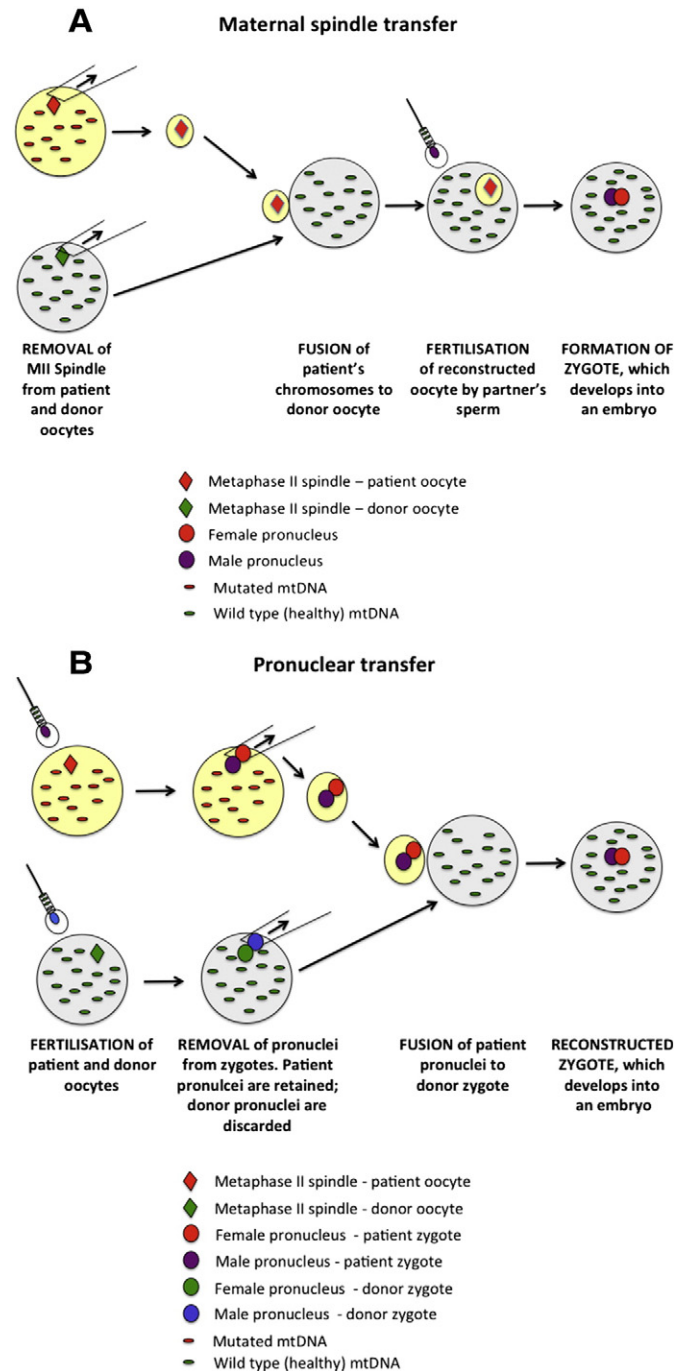 A
Maternal spindle transfer
REMOVAL of
MII Spindle
from patient
and donor
oocytes
FUSION of
patient's
chromosomes to
donor oocyte
FERTILISATION
of reconstructed
oocyte by partner's
sperm
FORMATION OF
ZYGOTE, which
develops into
an embryo
Metaphase II spindle – patient oocyte
Metaphase II spindle – donor oocyte
Female pronucleus
Male pronucleus
Mutated mtDNA
Wild type (healthy) mtDNA
B
Pronuclear transfer
FERTILISATION of
patient and donor
oocytes
REMOVAL of pronuclei
from zygotes. Patient
pronulcei are retained;
donor pronuclei are
discarded
FUSION of patient
pronuclei to
donor zygote
RECONSTRUCTED
ZYGOTE, which
develops into
an embryo
Metaphase II spindle - patient oocyte
Metaphase II spindle - donor oocyte
Female pronucleus - patient zygote
Male pronucleus - patient zygote
Female pronucleus - donor zygote
Male pronucleus - donor zygote
Mutated mtDNA
Wild type (healthy) mtDNA